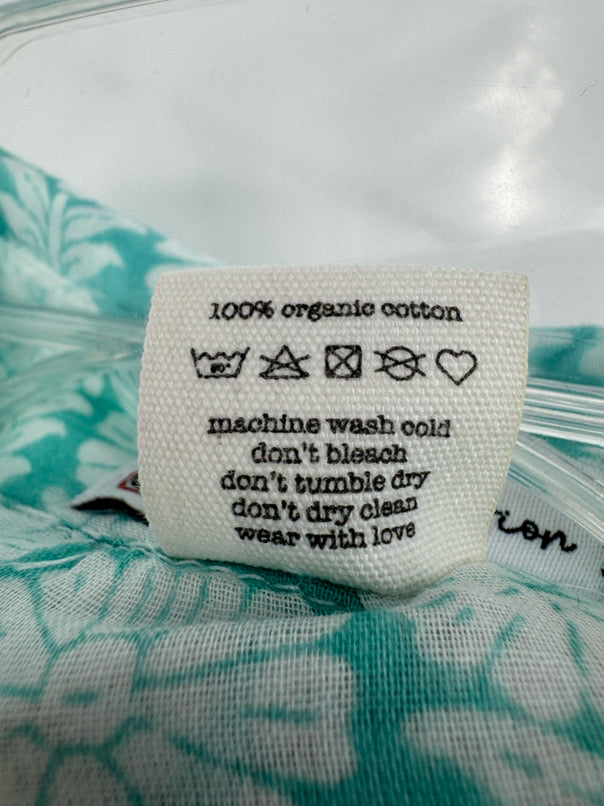 100% organic cotton
machine wash cold
don't bleach
don't tumble dry
don't dry clean
wear with love